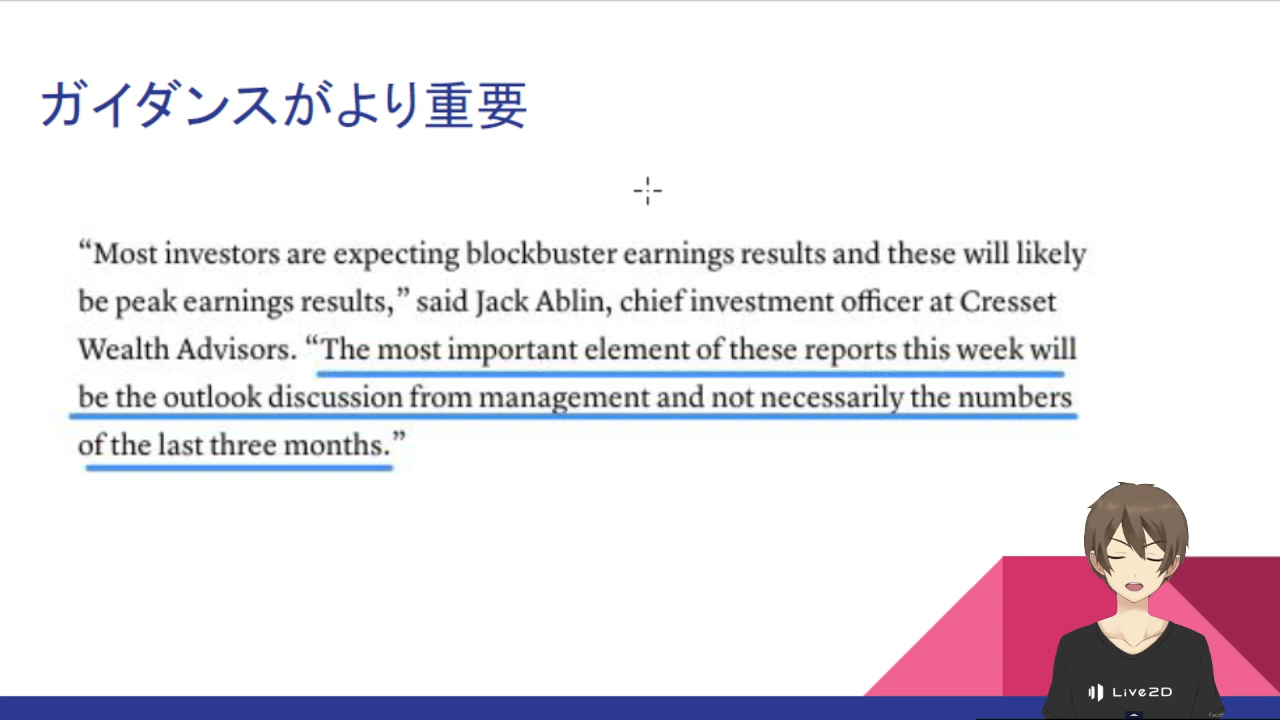 ガイダンスがより重要
“Most investors are expecting blockbuster earnings results and these will likely
be peak earnings results,” said Jack Ablin, chief investment officer at Cresset
Wealth Advisors. “The most important element of these reports this week will
be the outlook discussion from management and not necessarily the numbers
of the last three months.”
Live2D